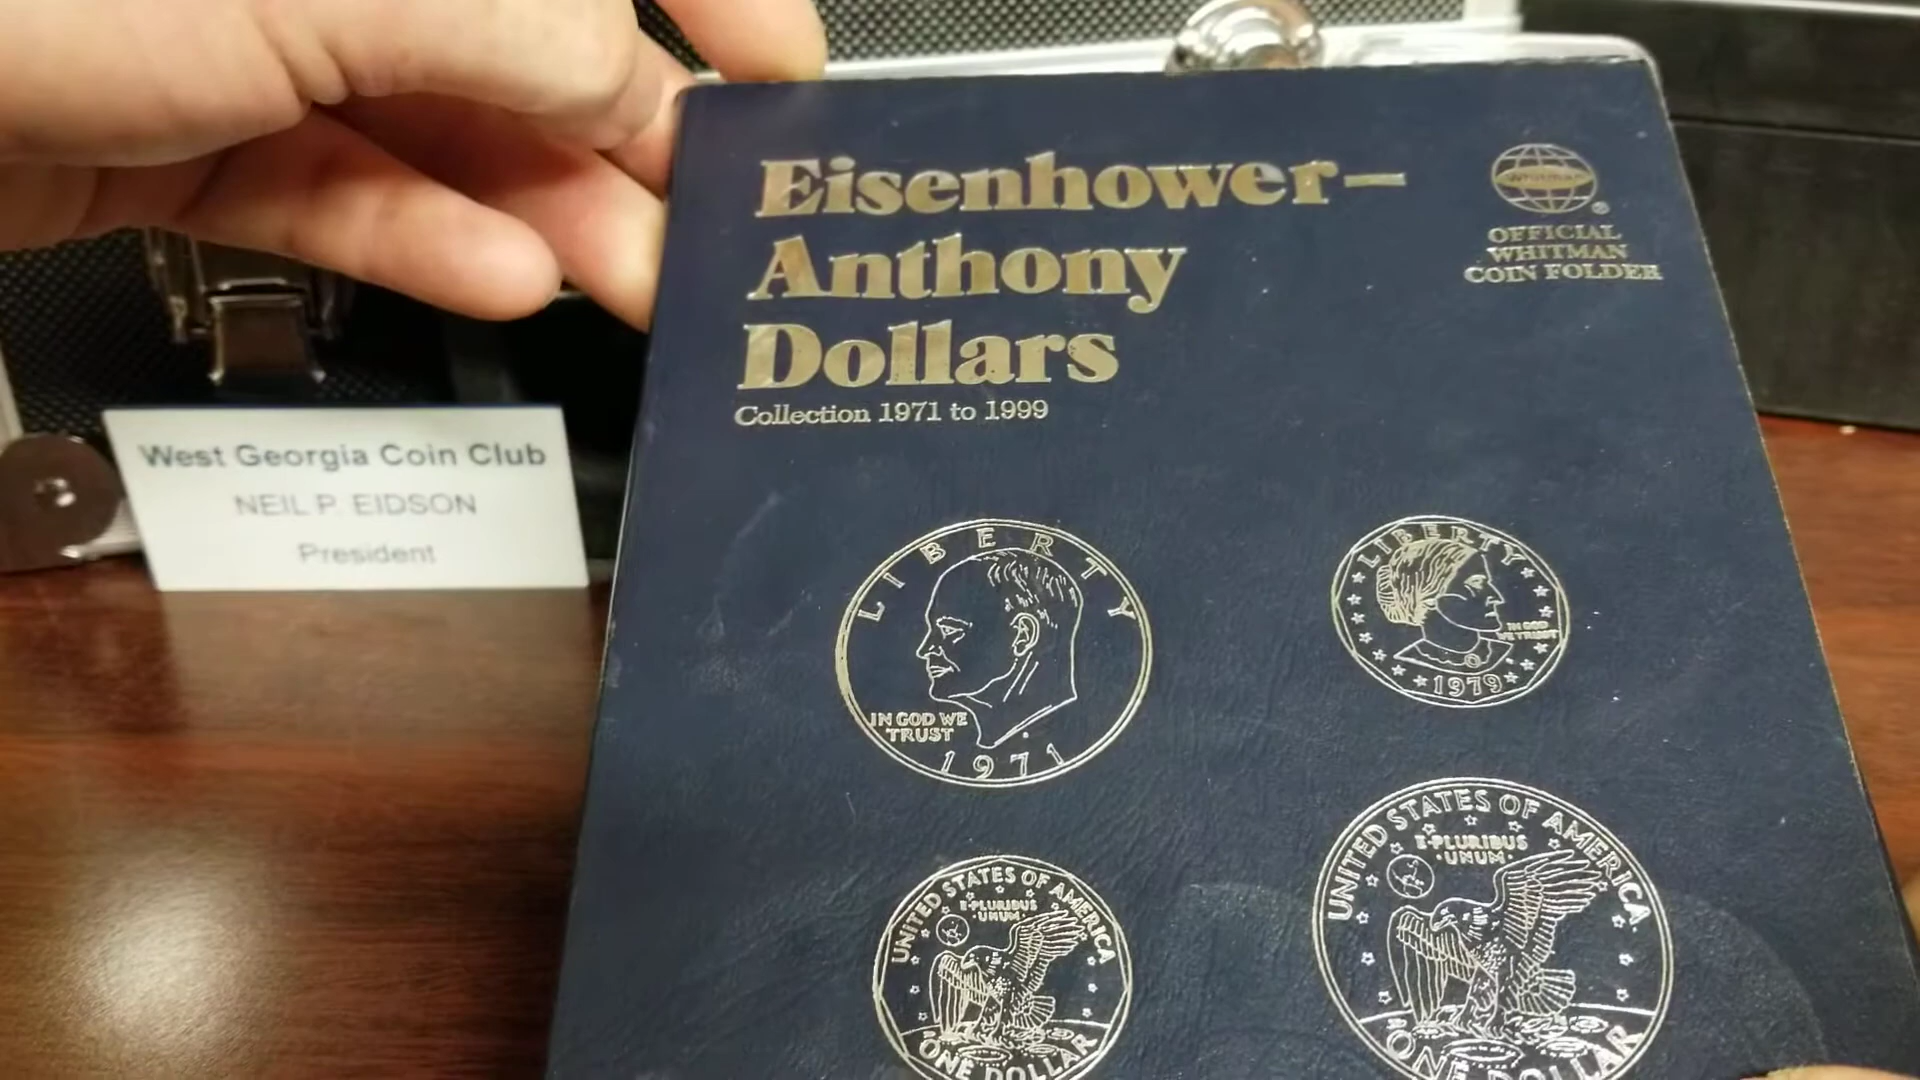 Eisenhower–
Anthony
Dollars
Collection 1971 to 1999
Whitman
®
OFFICIAL
WHITMAN
COIN FOLDER
West Georgia Coin Club
NEIL P. EIDSON
President
LIBERTY
IN GOD WE
TRUST
1971
LIBERTY
IN GOD
WE TRUST
1979
UNITED STATES OF AMERICA
E·PLURIBUS
·UNUM·
ONE DOLLAR
UNITED STATES OF AMERICA
E·PLURIBUS
·UNUM·
ONE DOLLAR